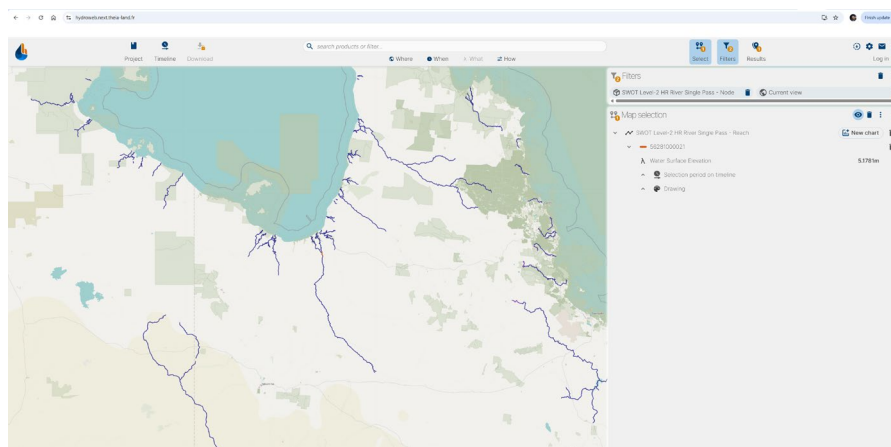 hydroweb.next.theia-land.fr
Finish update
Project
Timeline
Download
search products or filter...
Where
When
What
How
Select
Filters
Results
Log in
Filters
SWOT Level-2 HR River Single Pass - Node
Current view
Map selection
SWOT Level-2 HR River Single Pass - Reach
New chart
56281000021
Water Surface Elevation
5.1781m
Selection period on timeline
Drawing